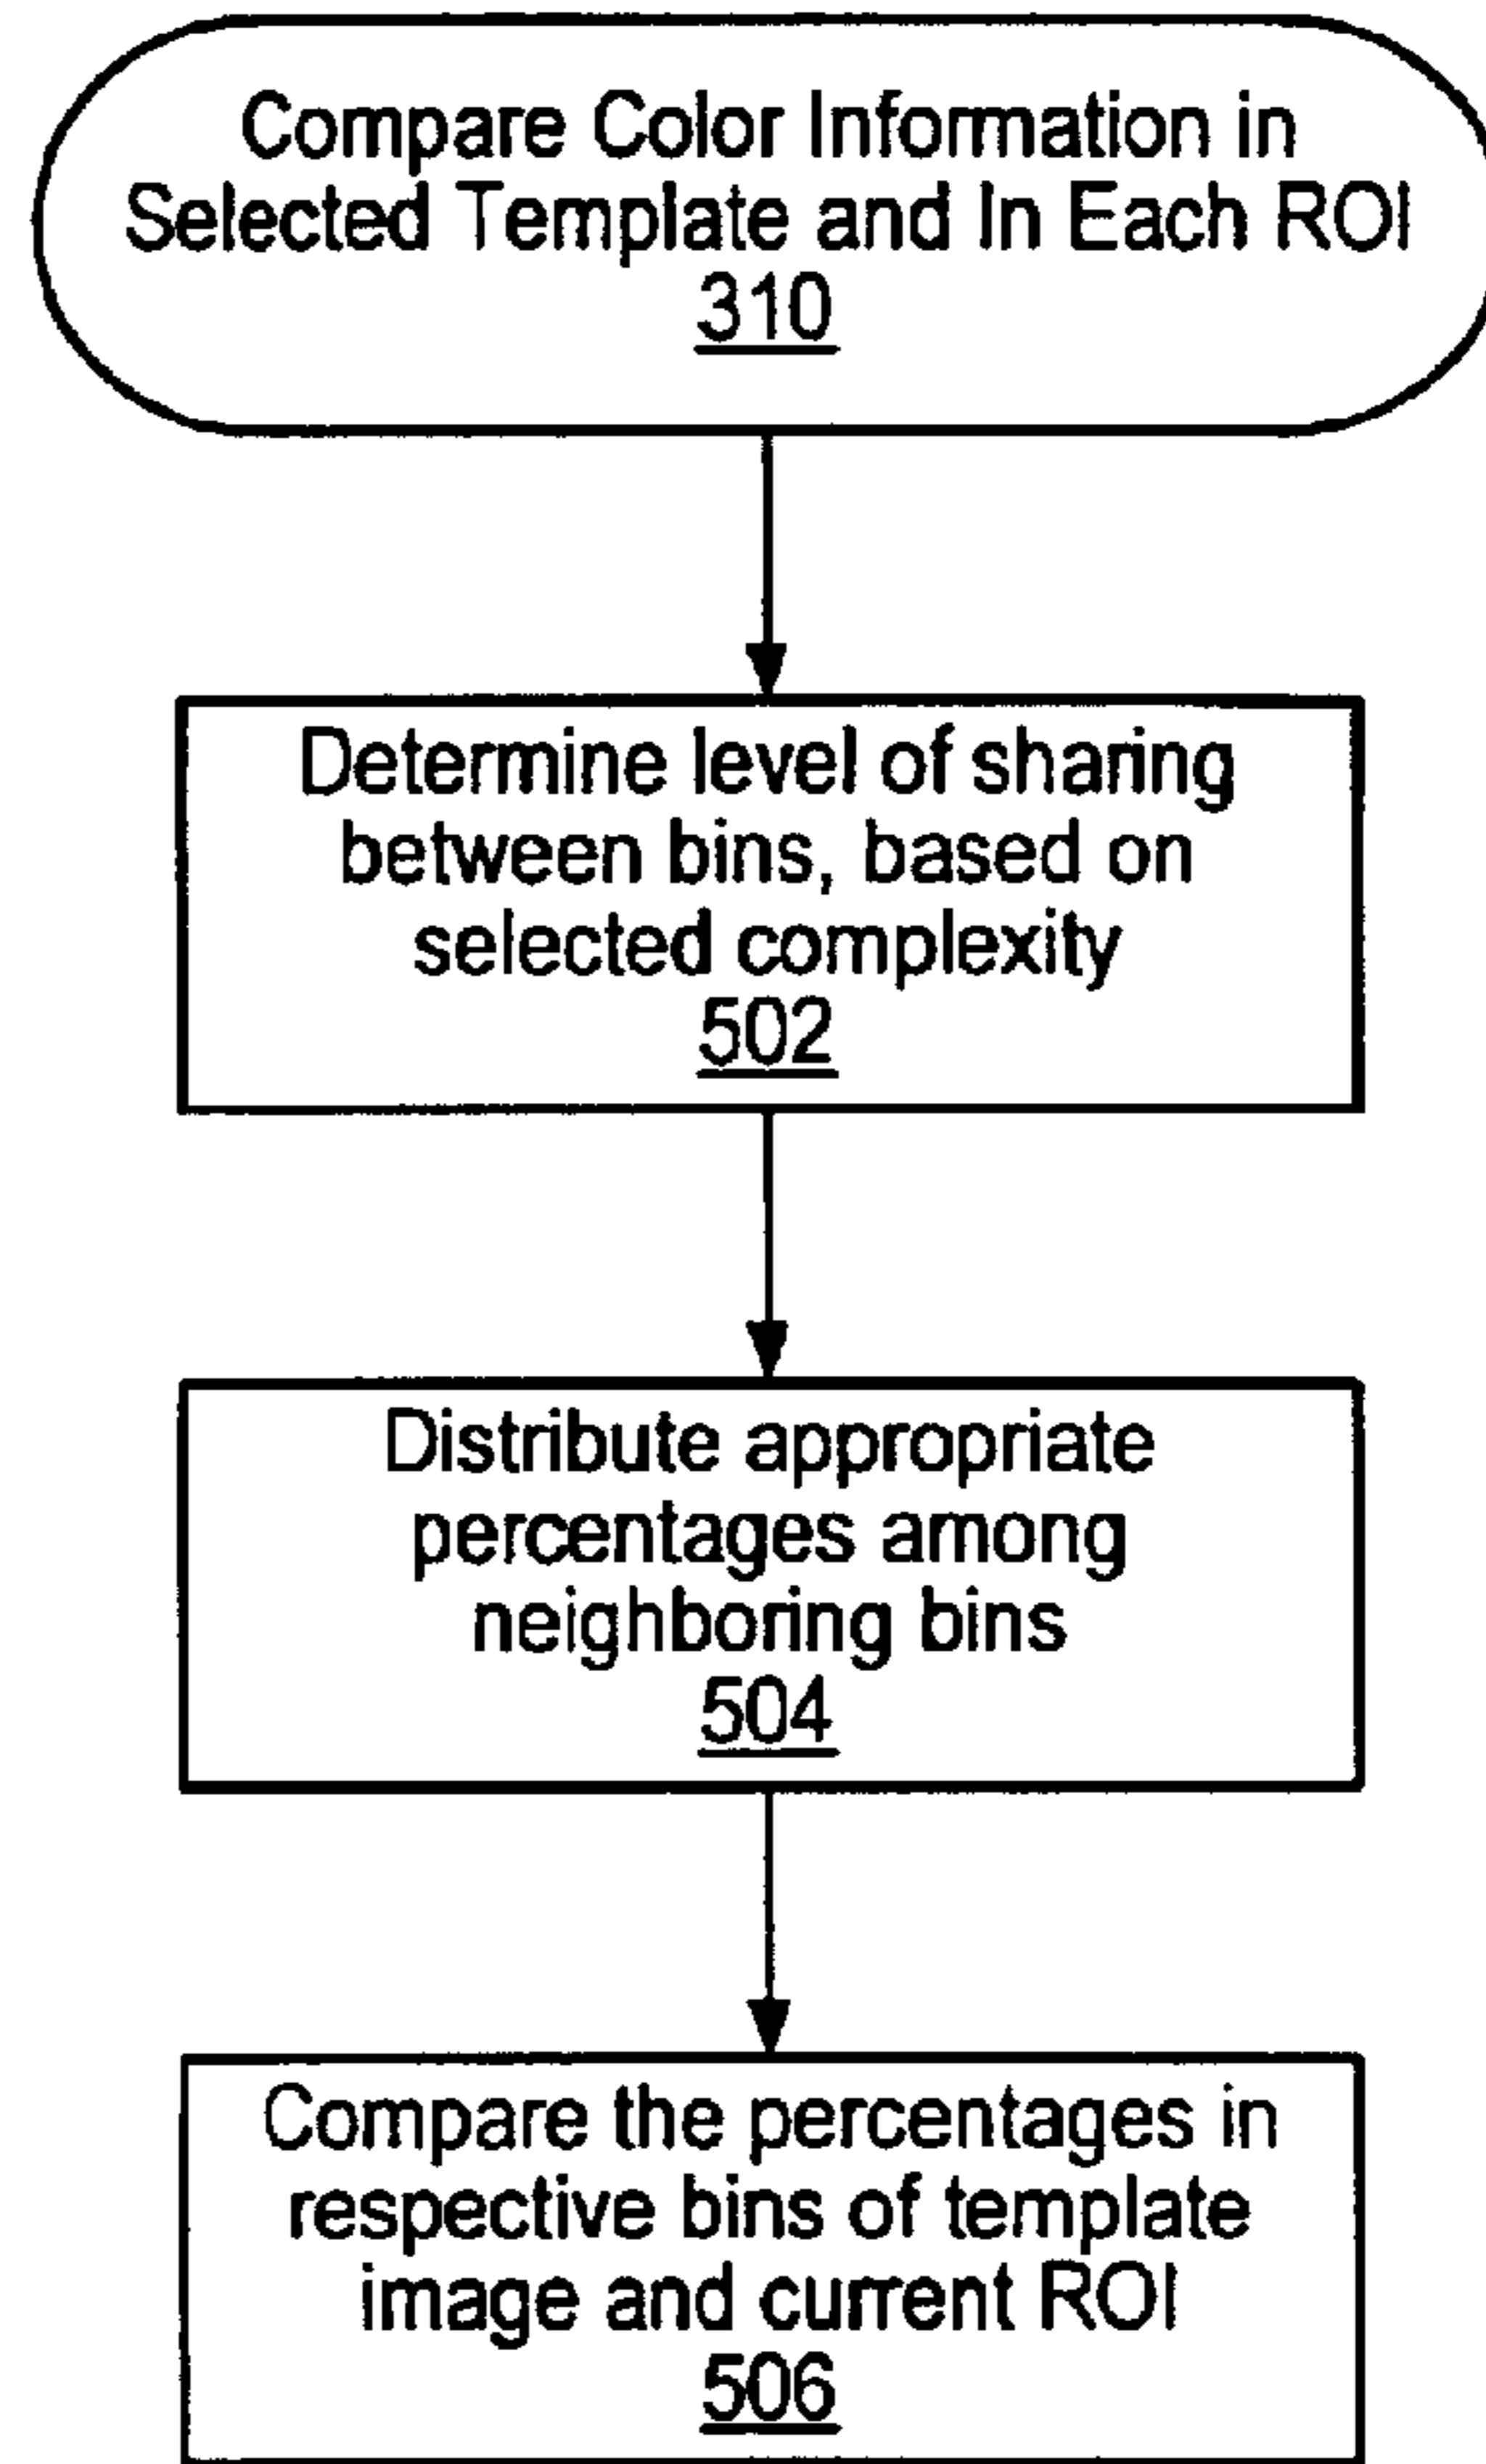 Compare Color Information in
Selected Template and In Each ROI
310
Determine level of sharing
between bins, based on
selected complexity
502
Distribute appropriate
percentages among
neighboring bins
504
Compare the percentages in
respective bins of template
image and current ROI
506